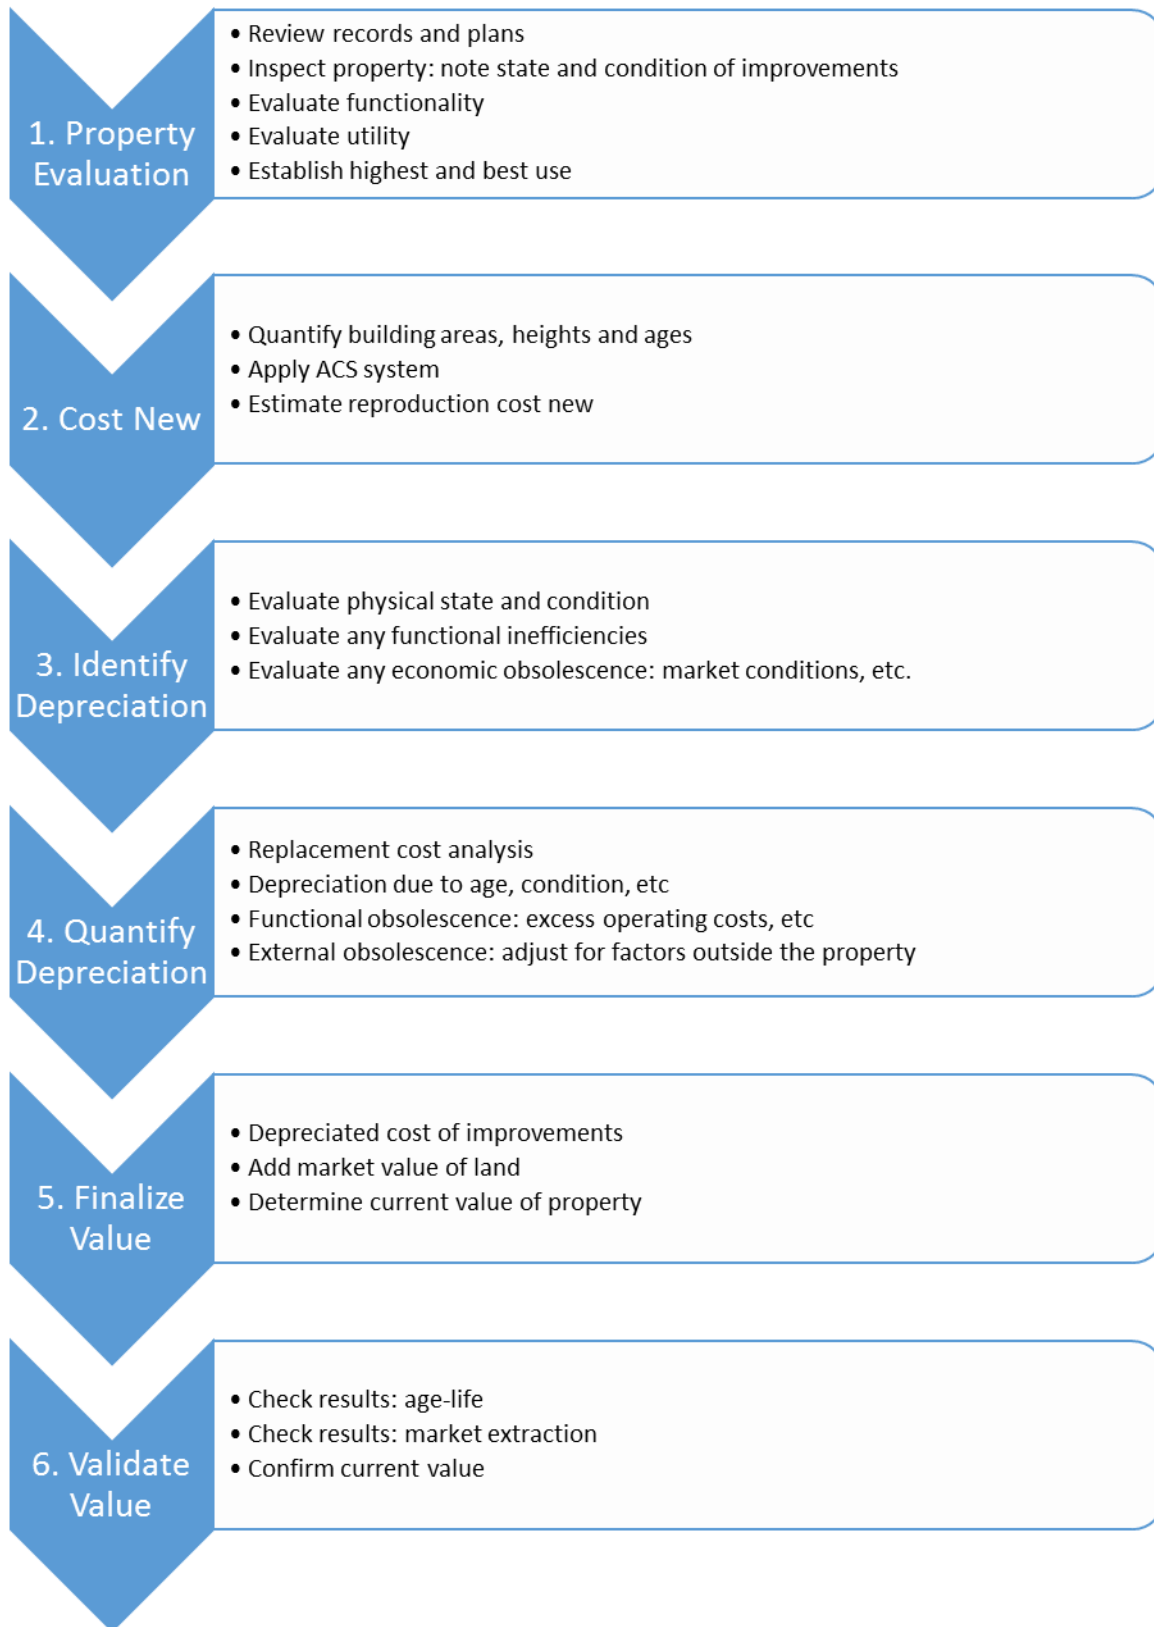 1. Property
Evaluation
• Review records and plans
• Inspect property: note state and condition of improvements
• Evaluate functionality
• Evaluate utility
• Establish highest and best use
2. Cost New
• Quantify building areas, heights and ages
• Apply ACS system
• Estimate reproduction cost new
3. Identify
Depreciation
• Evaluate physical state and condition
• Evaluate any functional inefficiencies
• Evaluate any economic obsolescence: market conditions, etc.
4. Quantify
Depreciation
• Replacement cost analysis
• Depreciation due to age, condition, etc
• Functional obsolescence: excess operating costs, etc
• External obsolescence: adjust for factors outside the property
5. Finalize
Value
• Depreciated cost of improvements
• Add market value of land
• Determine current value of property
6. Validate
Value
• Check results: age-life
• Check results: market extraction
• Confirm current value